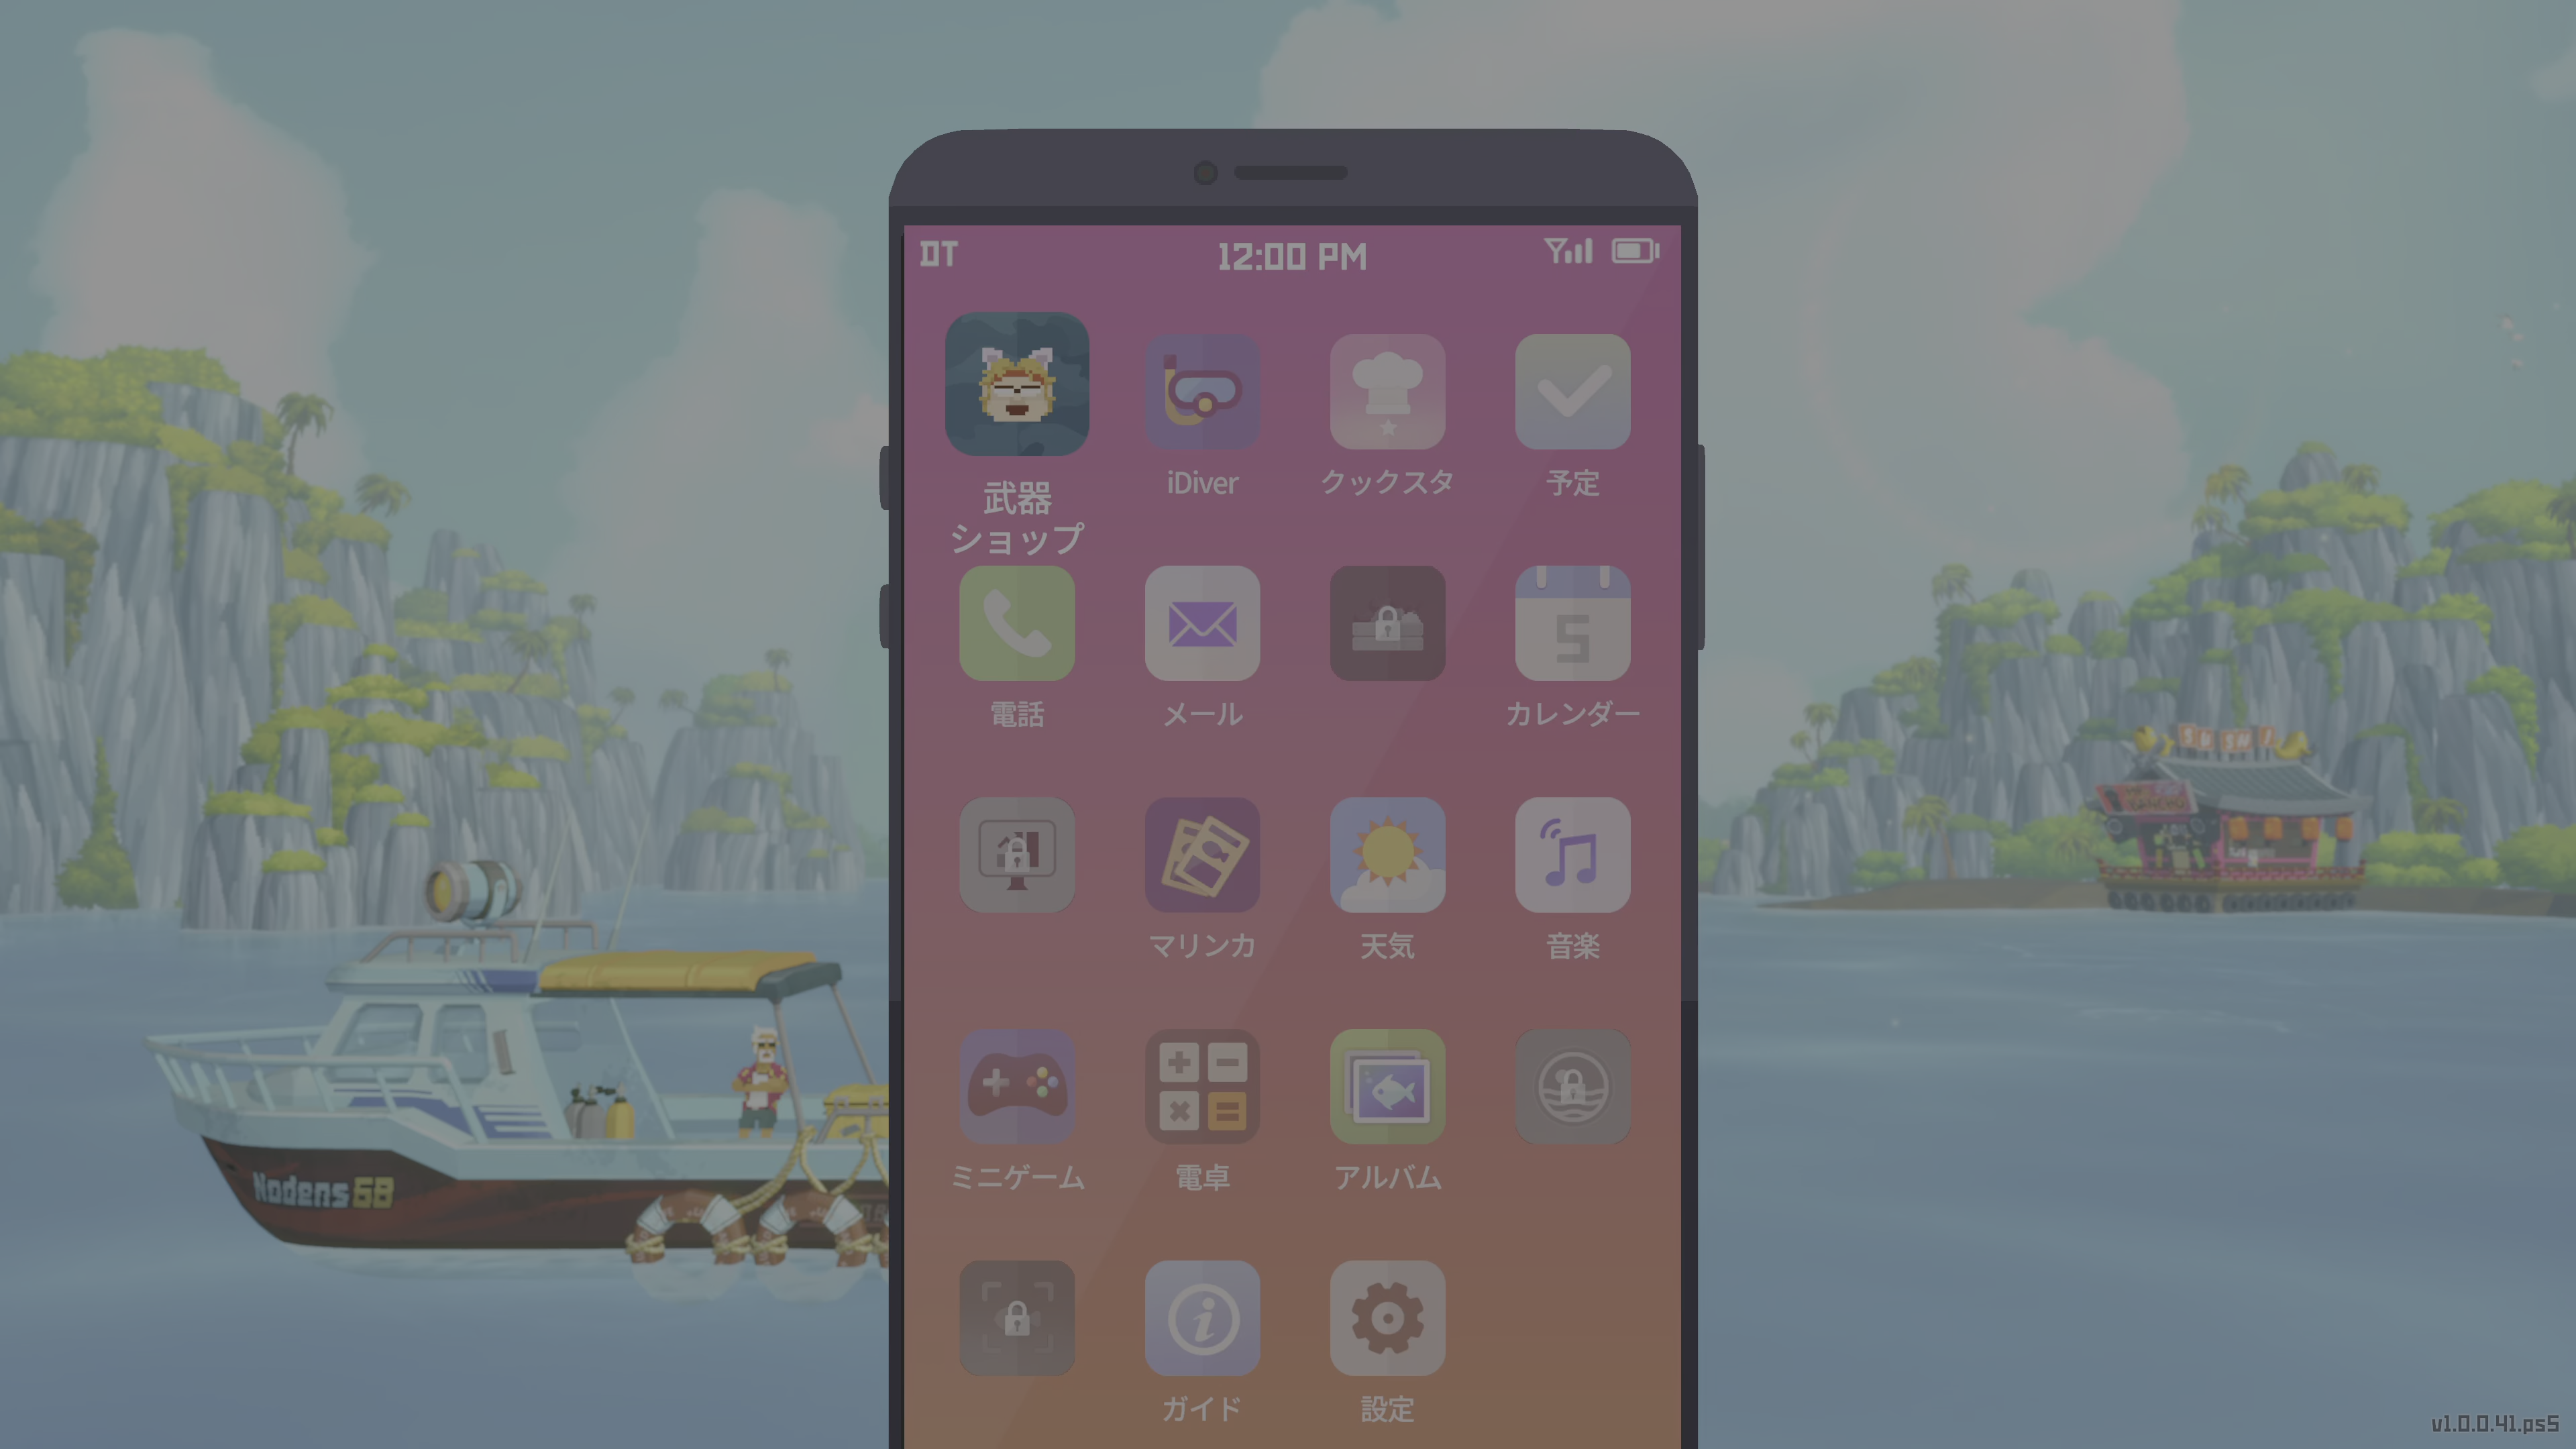 DT
12:00 PM
武器
ショップ
iDiver
クックスタ
予定
電話
メール
5
カレンダー
マリンカ
天気
音楽
ミニゲーム
電卓
アルバム
ガイド
設定
SUSHI
BANCHO
Nodens68
v1.0.0.41.ps5